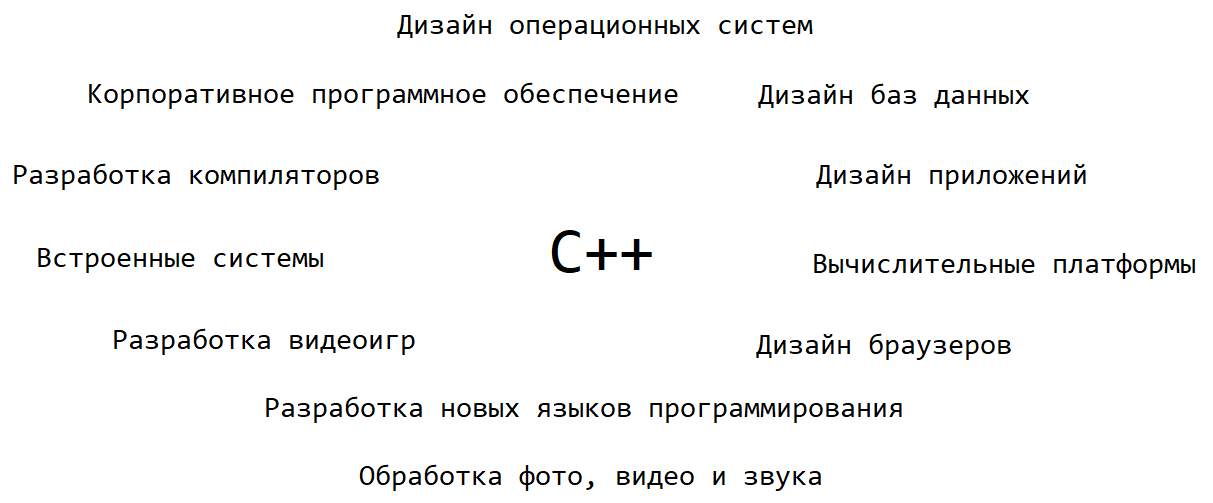 Дизайн операционных систем
Корпоративное программное обеспечение
Дизайн баз данных
Разработка компиляторов
Дизайн приложений
C++
Встроенные системы
Вычислительные платформы
Разработка видеоигр
Дизайн браузеров
Разработка новых языков программирования
Обработка фото, видео и звука